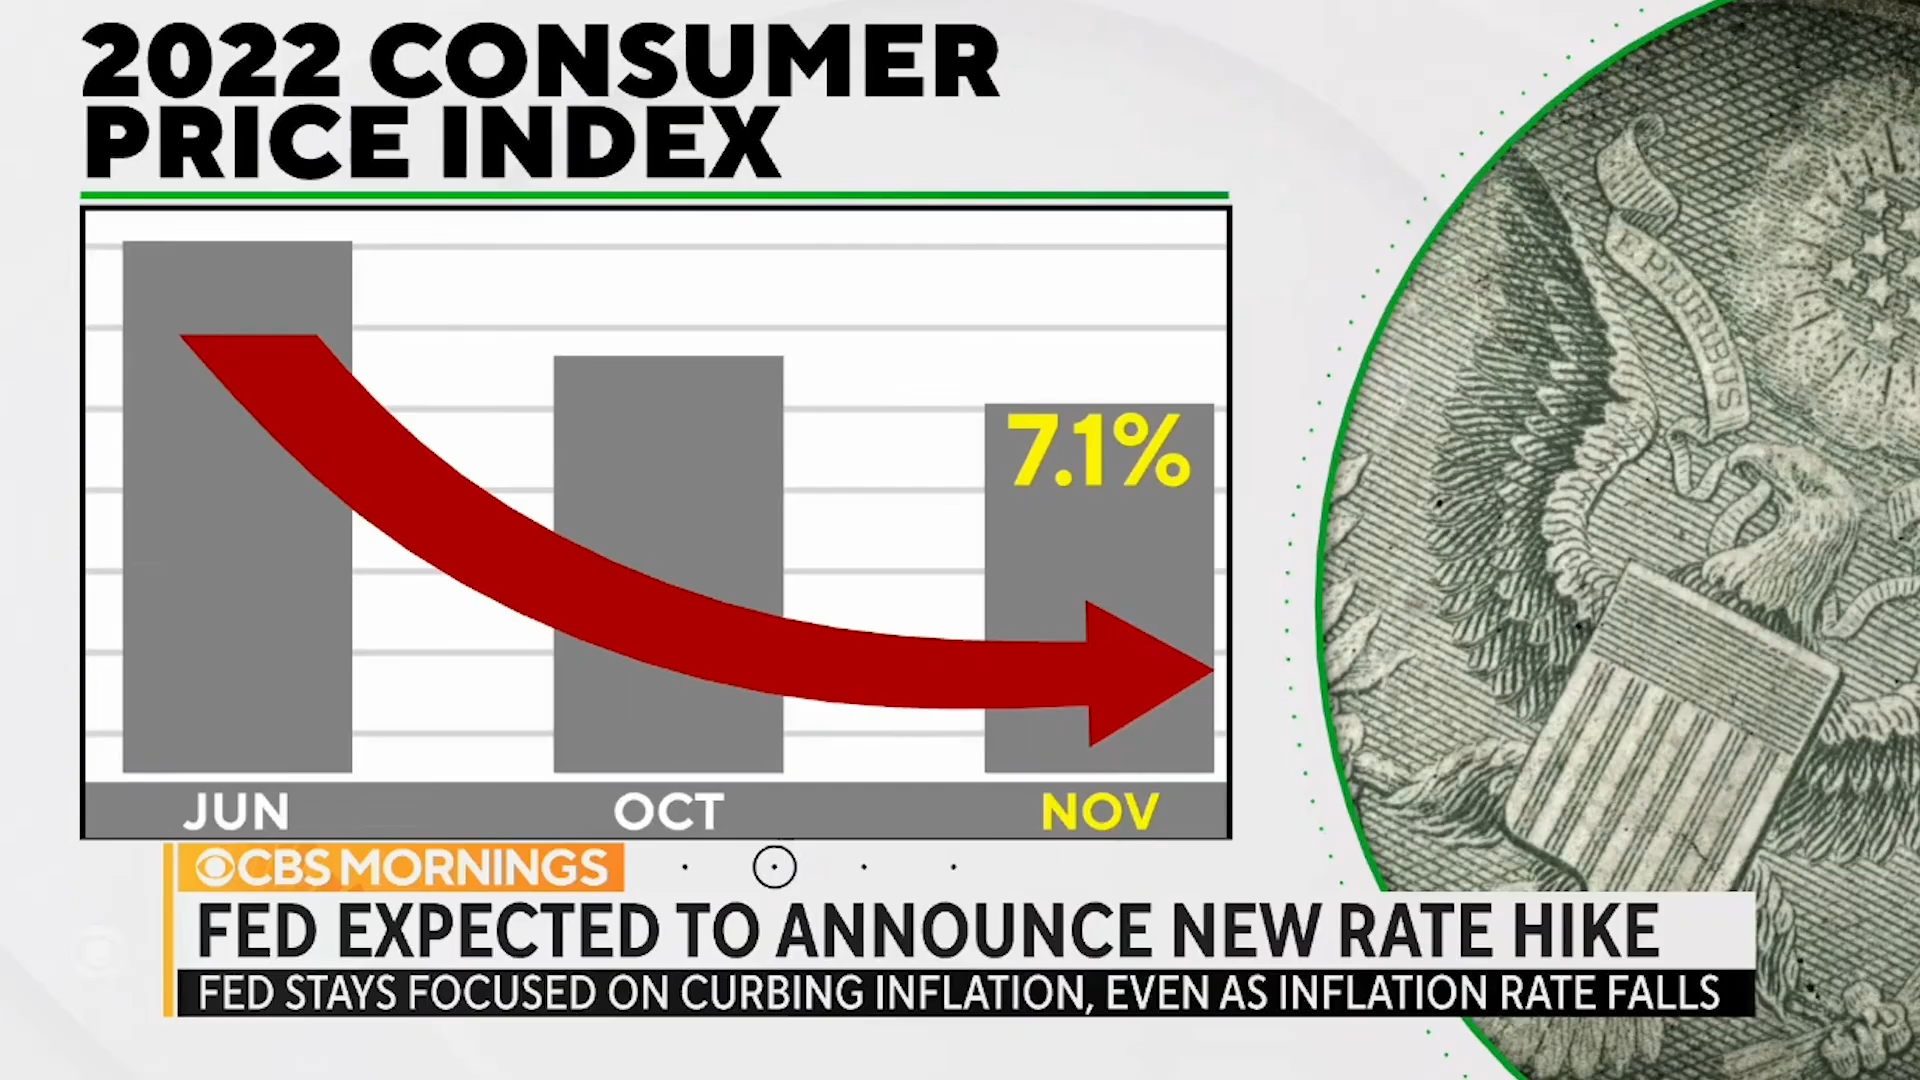 2022 CONSUMER
PRICE INDEX
7.1%
JUN OCT NOV
CBS MORNINGS
FED EXPECTED TO ANNOUNCE NEW RATE HIKE
FED STAYS FOCUSED ON CURBING INFLATION, EVEN AS INFLATION RATE FALLS
E PLURIBUS